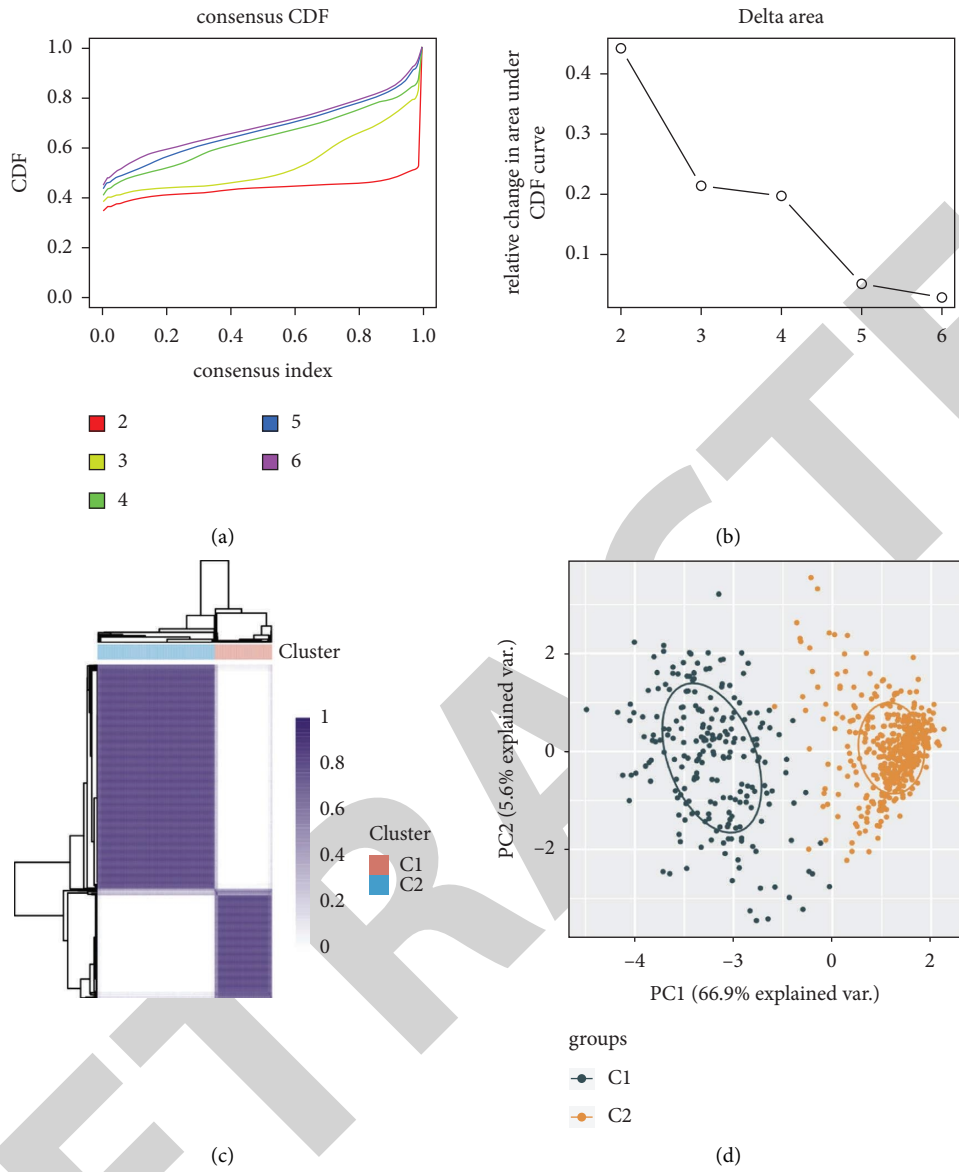 consensus CDF
CDF
1.0
0.8
0.6
0.4
0.2
0.0
0.0 0.2 0.4 0.6 0.8 1.0
consensus index
2 5
3 6
4
(a)
Delta area
relative change in area under
CDF curve
0.4
0.3
0.2
0.1
2 3 4 5 6
(b)
Cluster
1
0.8
0.6
0.4
0.2
0
Cluster
C1
C2
(c)
PC2 (5.6% explained var.)
2
0
−2
−4 −3 0 2
PC1 (66.9% explained var.)
groups
C1
C2
(d)
ETRACTE